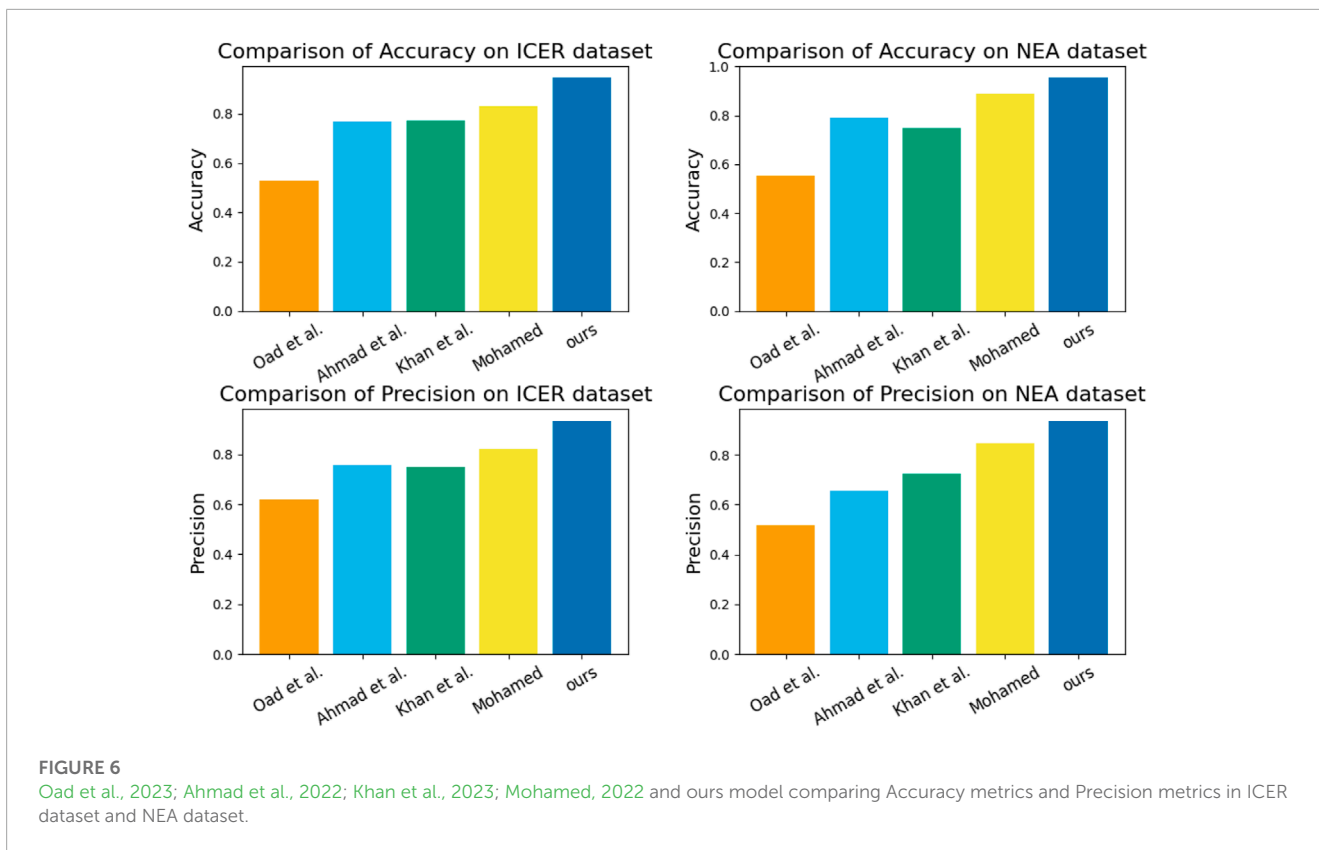 Comparison of Accuracy on ICER dataset
Accuracy
0.8
0.6
0.4
0.2
0.0
Oad et al.
Ahmad et al.
Khan et al.
Mohamed
ours
Comparison of Accuracy on NEA dataset
Accuracy
1.0
0.8
0.6
0.4
0.2
0.0
Oad et al.
Ahmad et al.
Khan et al.
Mohamed
ours
Comparison of Precision on ICER dataset
Precision
0.8
0.6
0.4
0.2
0.0
Oad et al.
Ahmad et al.
Khan et al.
Mohamed
ours
Comparison of Precision on NEA dataset
Precision
0.8
0.6
0.4
0.2
0.0
Oad et al.
Ahmad et al.
Khan et al.
Mohamed
ours
FIGURE 6
Oad et al., 2023; Ahmad et al., 2022; Khan et al., 2023; Mohamed, 2022 and ours model comparing Accuracy metrics and Precision metrics in ICER
dataset and NEA dataset.